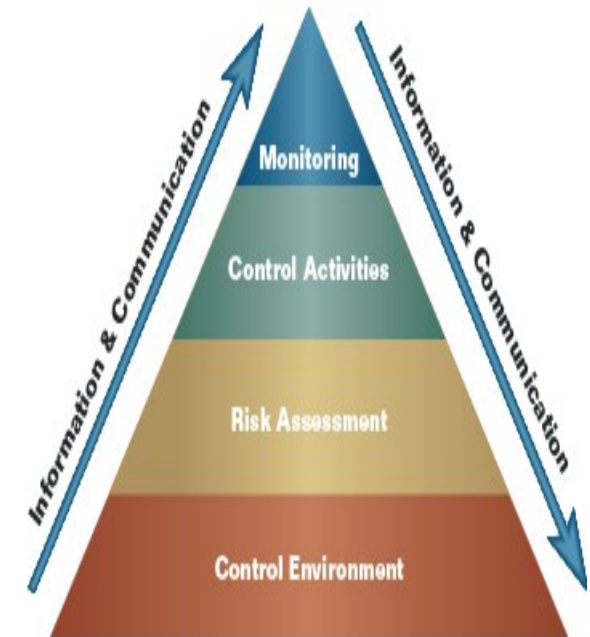 Information & Communication
Information & Communication
Monitoring
Control Activities
Risk Assessment
Control Environment